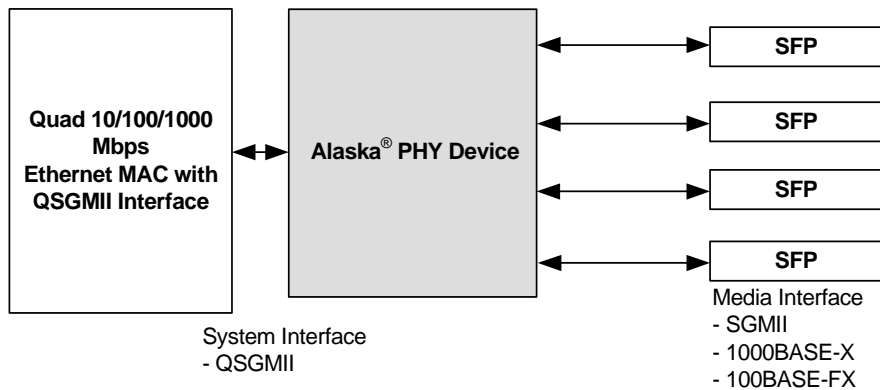 Quad 10/100/1000
Mbps
Ethernet MAC with
QSGMII Interface
Alaska® PHY Device
SFP
SFP
SFP
SFP
System Interface
- QSGMII
Media Interface
- SGMII
- 1000BASE-X
- 100BASE-FX